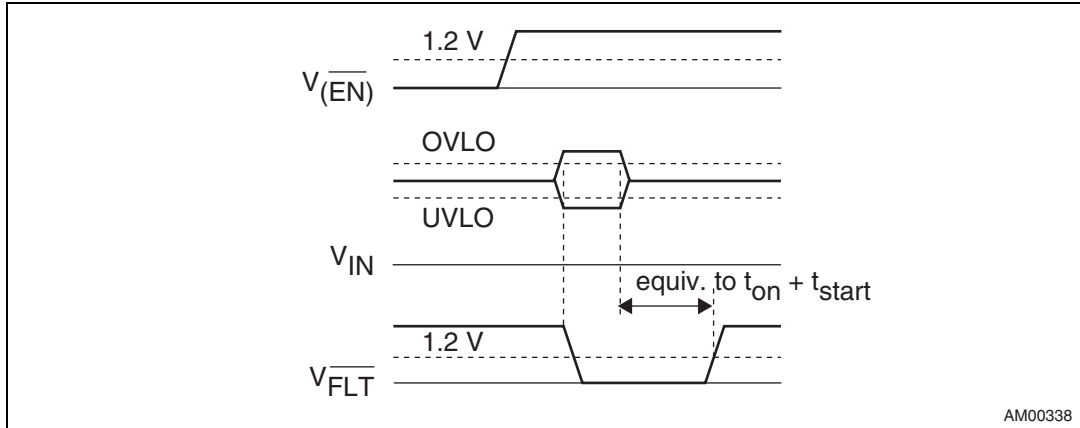 1.2 V
V(EN)
OVLO
UVLO
VIN
equiv. to ton + tstart
1.2 V
VFLT
AM00338